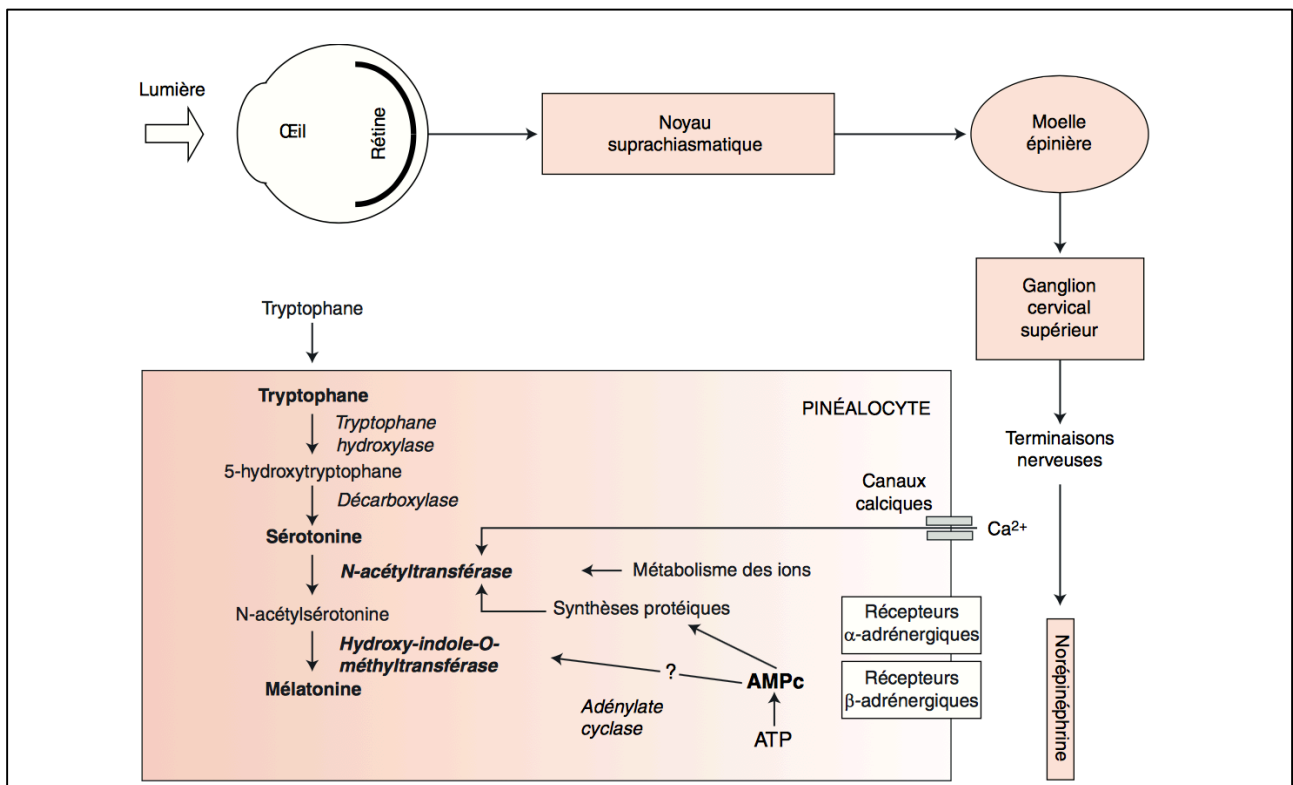 Lumière
Œil
Rétine
Noyau
suprachiasmatique
Moelle
épinière
Ganglion
cervical
supérieur
Terminaisons
nerveuses
Norépinéphrine
Tryptophane
PINÉALOCYTE
Tryptophane
Tryptophane
hydroxylase
5-hydroxytryptophane
Décarboxylase
Sérotonine
N-acétyltransférase
N-acétylsérotonine
Hydroxy-indole-O-
méthyltransférase
Mélatonine
Canaux
calciques
Ca²⁺
Métabolisme des ions
Synthèses protéiques
Récepteurs
α-adrénergiques
Récepteurs
β-adrénergiques
?
AMPc
Adénylate
cyclase
ATP